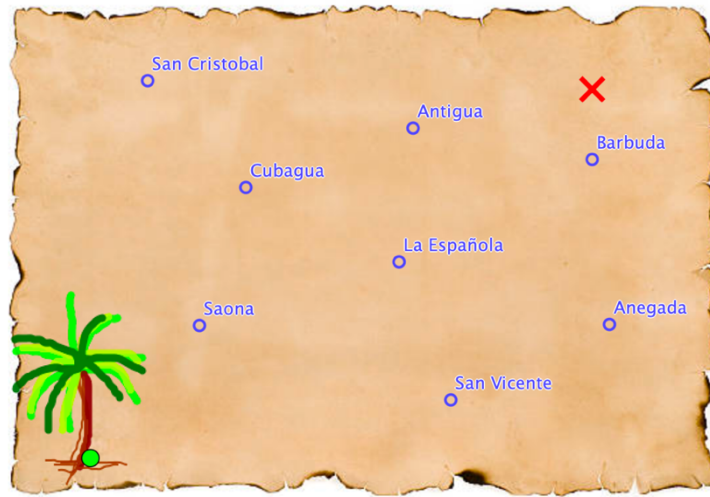 San Cristobal
Antigua
Barbuda
Cubagua
La Española
Saona
Anegada
San Vicente